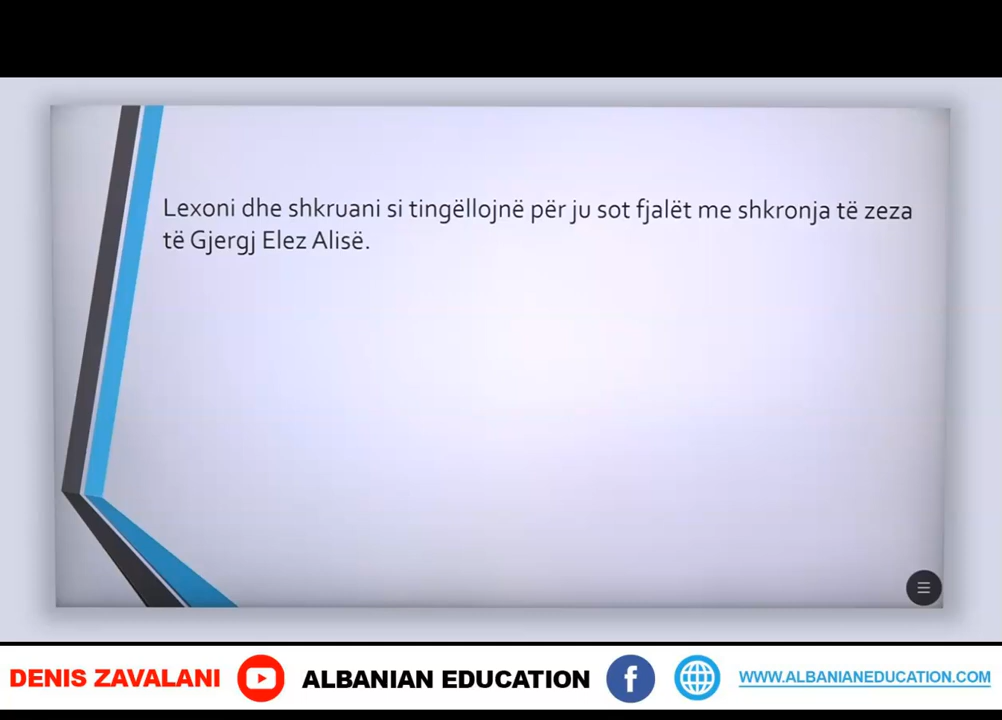 Lexoni dhe shkruani si tingëllojnë për ju sot fjalët me shkronja të zeza
të Gjergj Elez Alisë.
DENIS ZAVALANI ALBANIAN EDUCATION WWW.ALBANIANEDUCATION.COM